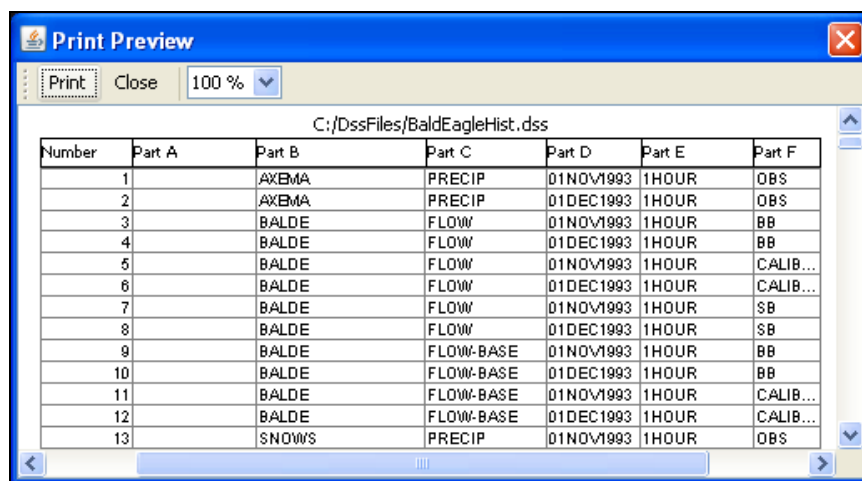 Print Preview
Print Close 100 %
C:/DssFiles/BaldEagleHist.dss
Number Part A Part B Part C Part D Part E Part F
1 AXEMA PRECIP 01NOV1993 1HOUR OBS
2 AXEMA PRECIP 01DEC1993 1HOUR OBS
3 BALDE FLOW 01NOV1993 1HOUR BB
4 BALDE FLOW 01DEC1993 1HOUR BB
5 BALDE FLOW 01NOV1993 1HOUR CALIB...
6 BALDE FLOW 01DEC1993 1HOUR CALIB...
7 BALDE FLOW 01NOV1993 1HOUR SB
8 BALDE FLOW 01DEC1993 1HOUR SB
9 BALDE FLOW-BASE 01NOV1993 1HOUR BB
10 BALDE FLOW-BASE 01DEC1993 1HOUR BB
11 BALDE FLOW-BASE 01NOV1993 1HOUR CALIB...
12 BALDE FLOW-BASE 01DEC1993 1HOUR CALIB...
13 SNOWS PRECIP 01NOV1993 1HOUR OBS